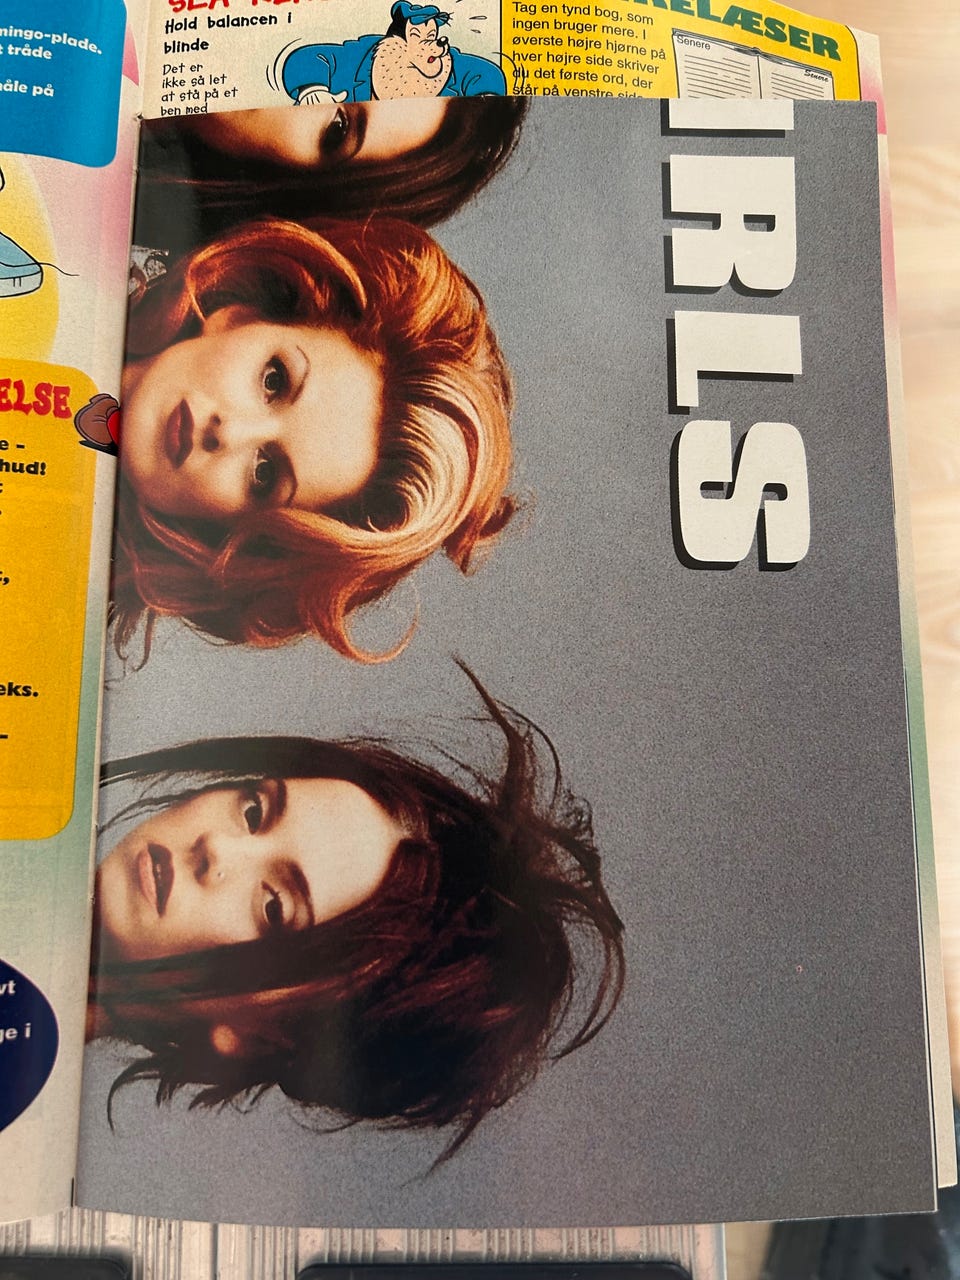 mingo-plade.
tråde
åle på
Hold balancen i
blinde
Det er
ikke så let
at stå på et
ben med
ELÆSER
Tag en tynd bog, som
ingen bruger mere. I
øverste højre hjørne på
hver højre side skriver
du det første ord, der
står på venstre side
Senere
Senere
IRLS
ELSE
e -
hud!
eks.
-
vt
ge i